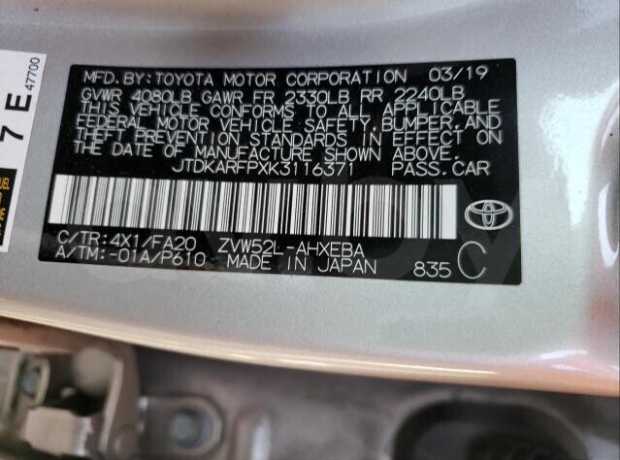 MFD.BY:TOYOTA MOTOR CORPORATION 03/19
GVWR 4080LB GAWR FR 2330LB RR 2240LB
THIS VEHICLE CONFORMS TO ALL APPLICABLE
FEDERAL MOTOR VEHICLE SAFETY, BUMPER, AND
THEFT PREVENTION STANDARDS IN EFFECT ON
THE DATE OF MANUFACTURE SHOWN ABOVE.
JTDKARFPXK3116371 PASS.CAR
C/TR:4X1/FA20 ZVW52L-AHXEBA
A/TM:-01A/P610 MADE IN JAPAN 835 C
7 E 47700